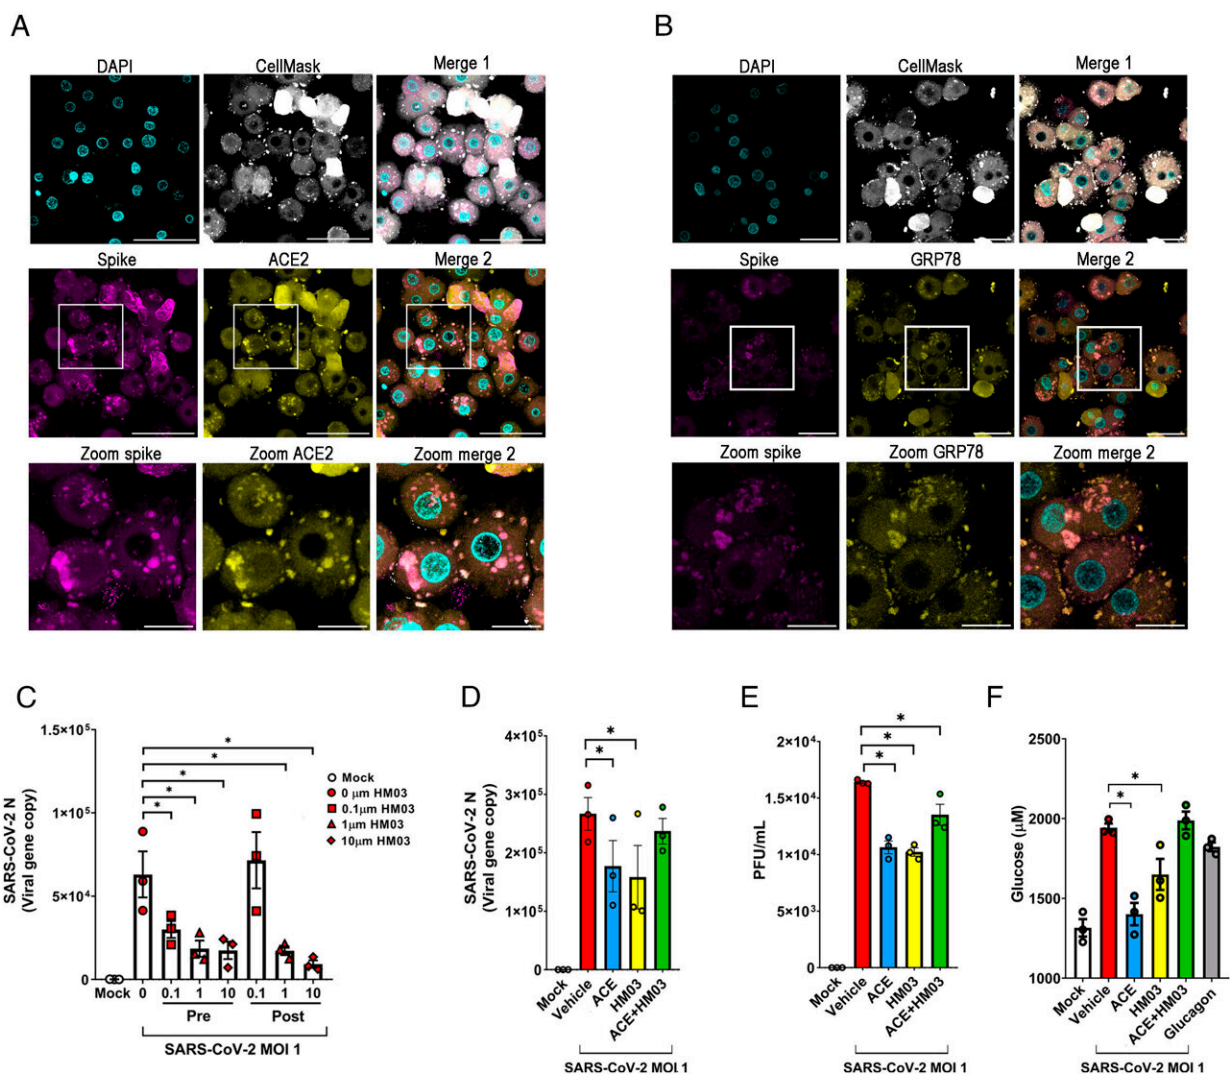 A
B
DAPI
CellMask
Merge 1
Spike
ACE2
Merge 2
Zoom spike
Zoom ACE2
Zoom merge 2
DAPI
CellMask
Merge 1
Spike
GRP78
Merge 2
Zoom spike
Zoom GRP78
Zoom merge 2
C
SARS-CoV-2 N
(Viral gene copy)
1.5×10⁵
1×10⁵
5×10⁴
0
* * * * *
Mock
0 μm HM03
0.1μm HM03
1μm HM03
10μm HM03
Mock 0 0.1 1 10 0.1 1 10
Pre Post
SARS-CoV-2 MOI 1
D
SARS-CoV-2 N
(Viral gene copy)
4×10⁵
3×10⁵
2×10⁵
1×10⁵
0
* *
Mock
Vehicle
ACE
HM03
ACE+HM03
SARS-CoV-2 MOI 1
E
PFU/mL
2×10⁴
1.5×10⁴
1×10⁴
5×10³
0
* * *
Mock
Vehicle
ACE
HM03
ACE+HM03
SARS-CoV-2 MOI 1
F
Glucose (μM)
2500
2000
1500
1000
* *
Mock
Vehicle
ACE
HM03
ACE+HM03
Glucagon
SARS-CoV-2 MOI 1